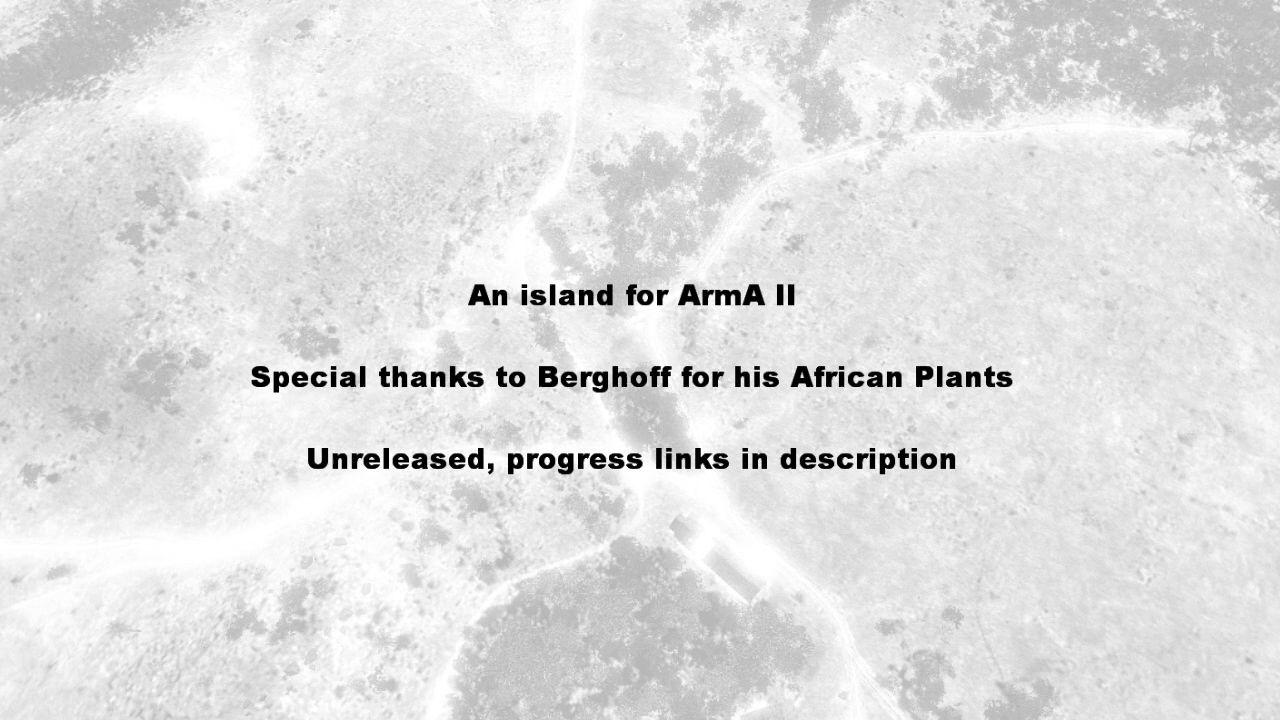 An island for ArmA II
Special thanks to Berghoff for his African Plants
Unreleased, progress links in description